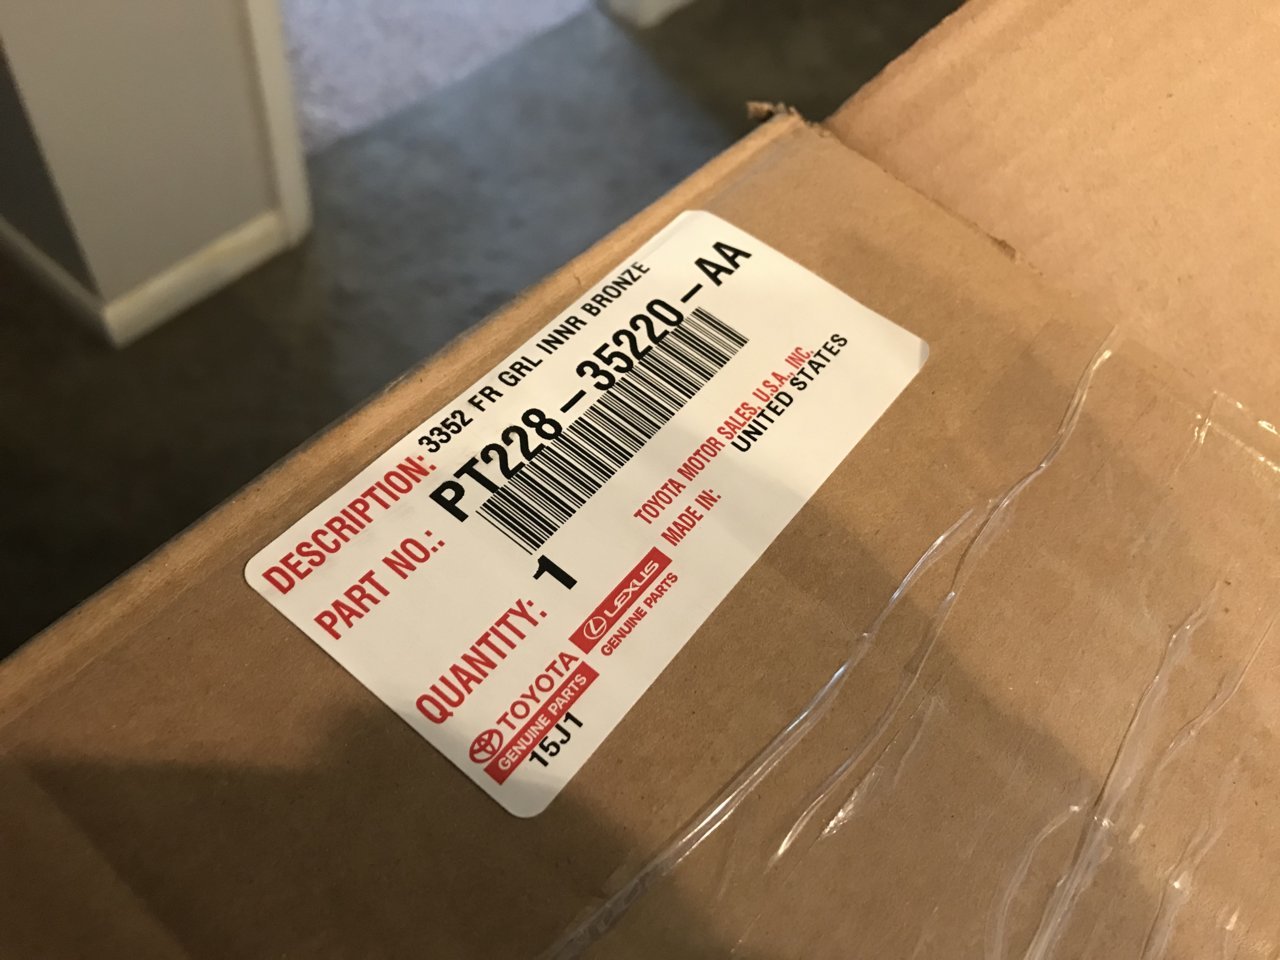 DESCRIPTION: 3352 FR GRL INNR BRONZE
PART NO.: PT228-35220-AA
QUANTITY: 1
TOYOTA MOTOR SALES, U.S.A., INC.
MADE IN: UNITED STATES
TOYOTA
GENUINE PARTS
LEXUS
GENUINE PARTS
15J1